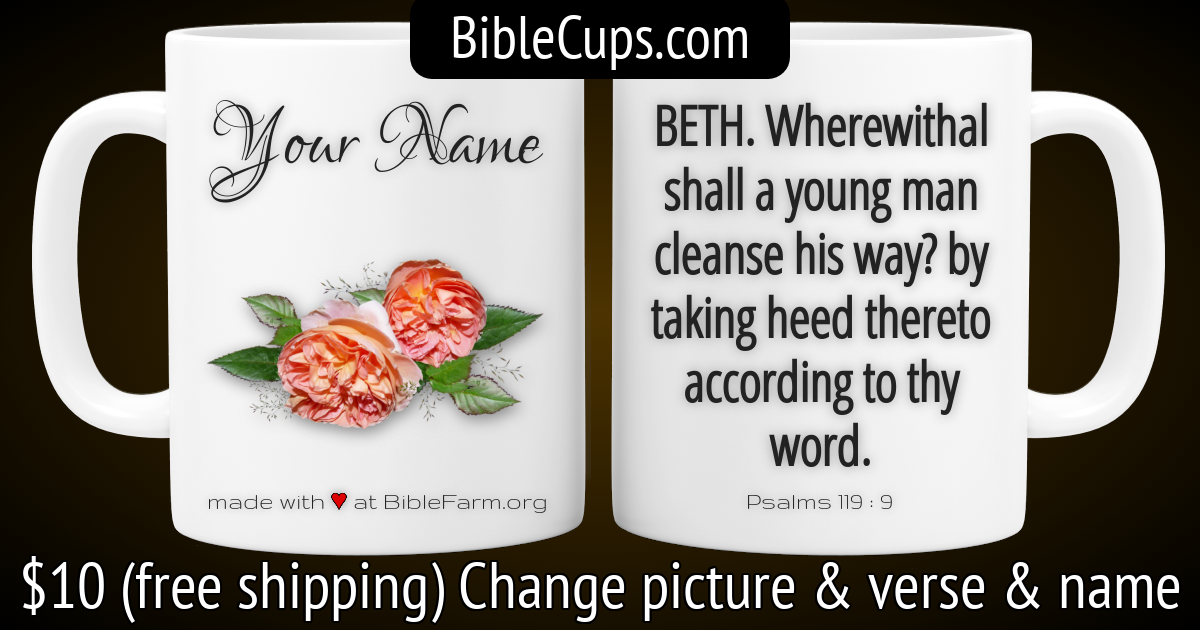 BibleCups.com
Your Name
made with ♥ at BibleFarm.org
BETH. Wherewithal
shall a young man
cleanse his way? by
taking heed thereto
according to thy
word.
Psalms 119 : 9
$10 (free shipping) Change picture & verse & name